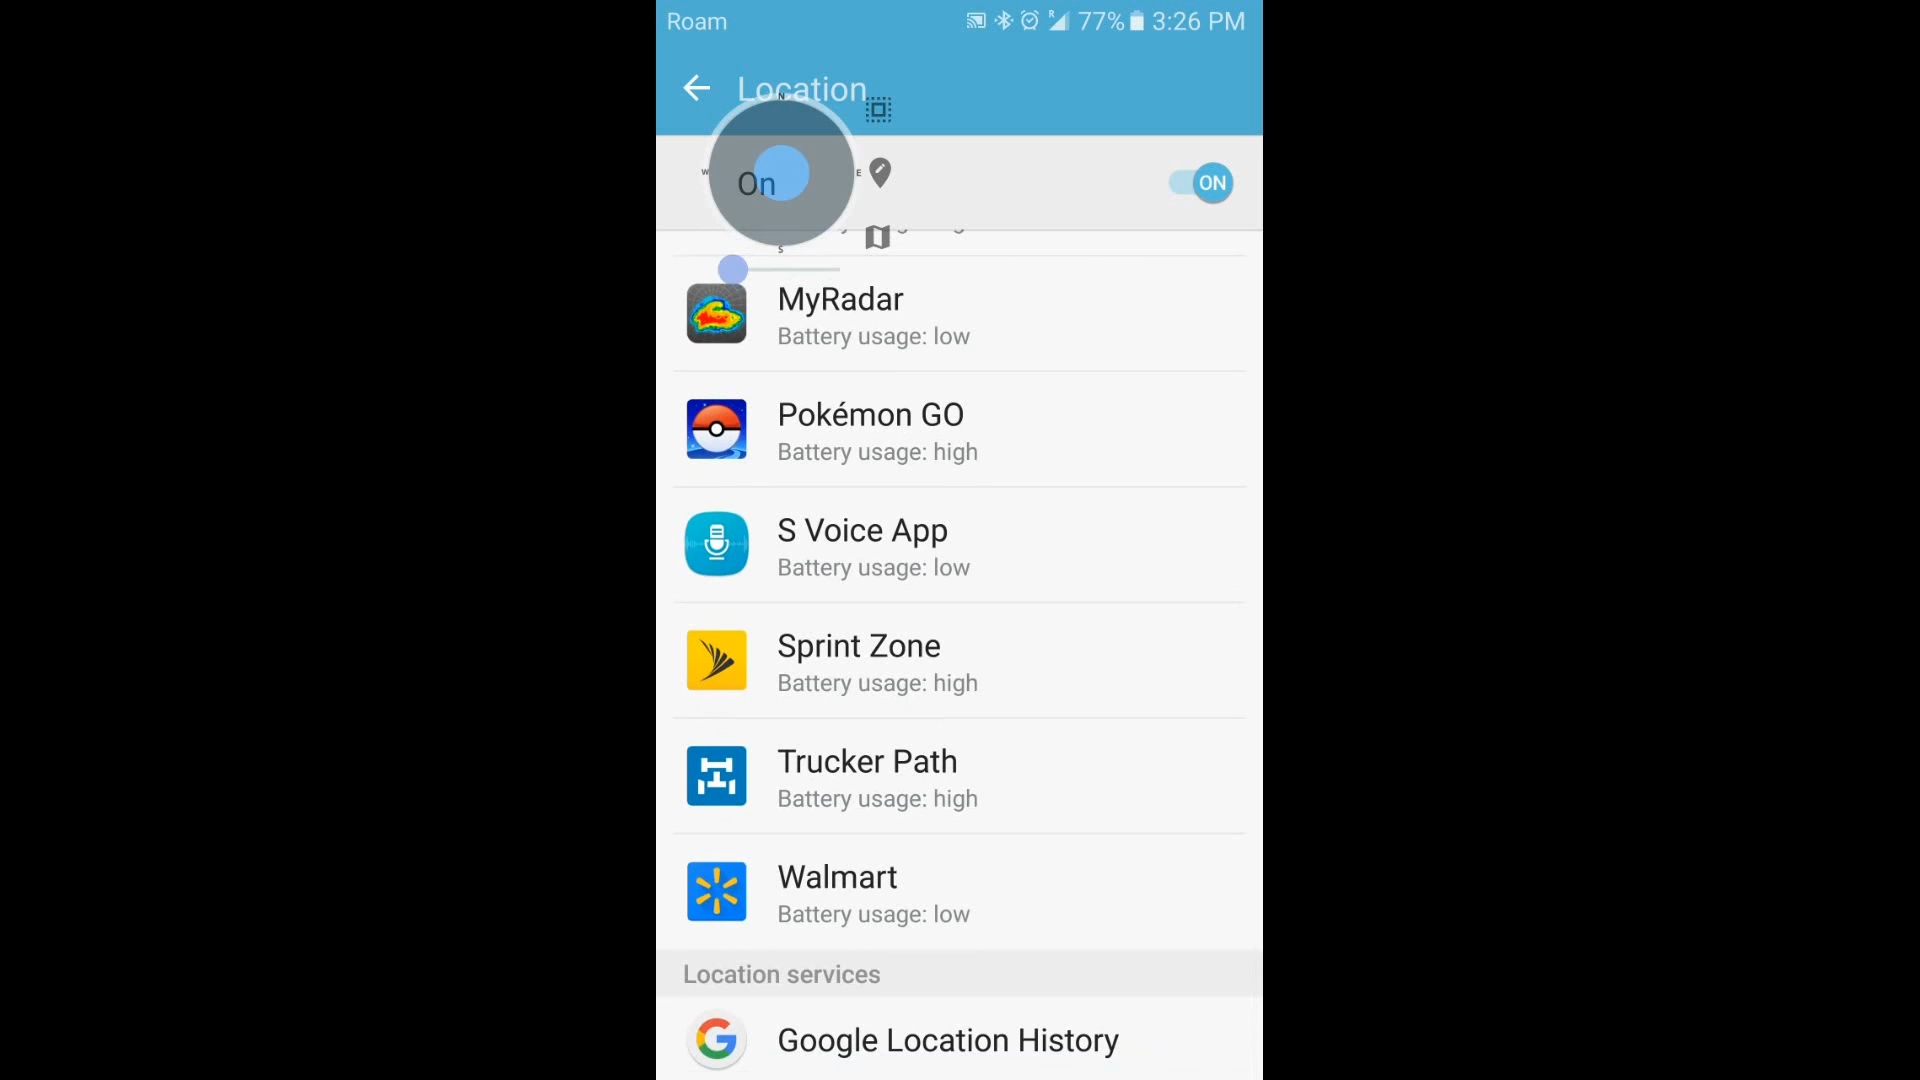 Roam
R
77%
3:26 PM
Location
N
On
W
E
ON
S
MyRadar
Battery usage: low
Pokémon GO
Battery usage: high
S Voice App
Battery usage: low
Sprint Zone
Battery usage: high
Trucker Path
Battery usage: high
Walmart
Battery usage: low
Location services
Google Location History